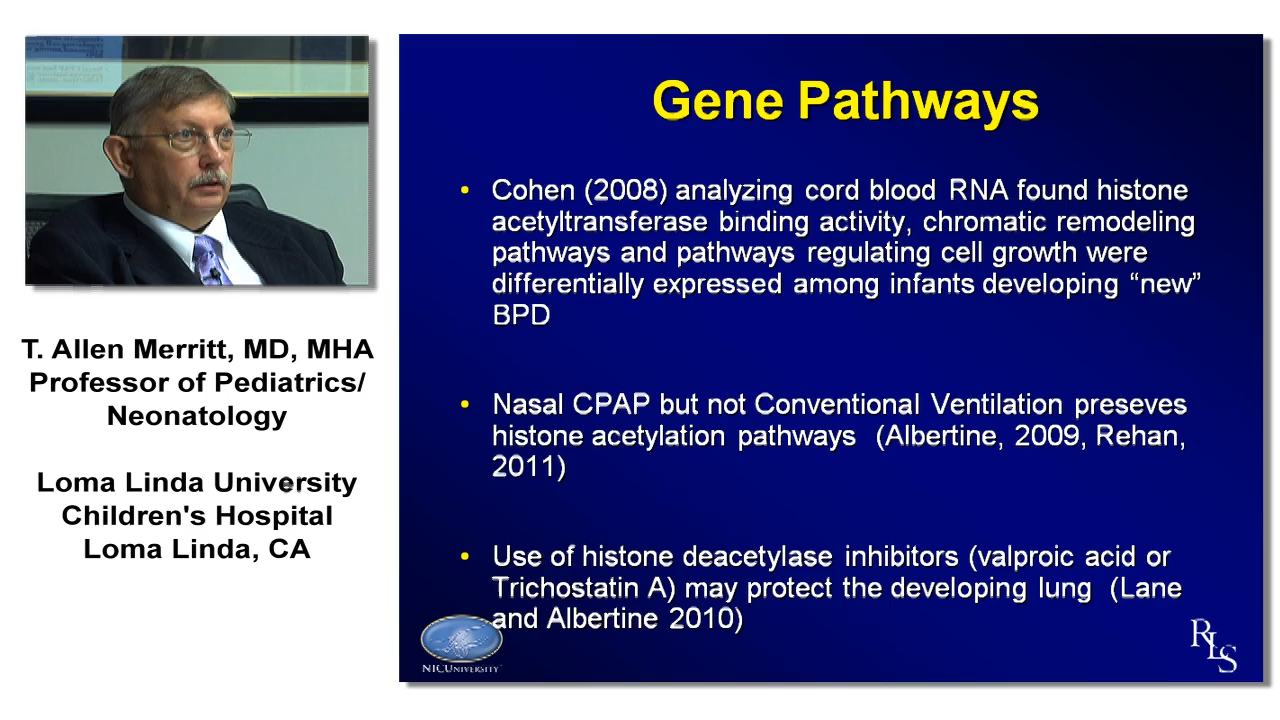 T. Allen Merritt, MD, MHA
Professor of Pediatrics/
Neonatology
Loma Linda University
Children's Hospital
Loma Linda, CA
Gene Pathways
• Cohen (2008) analyzing cord blood RNA found histone
acetyltransferase binding activity, chromatic remodeling
pathways and pathways regulating cell growth were
differentially expressed among infants developing “new”
BPD
• Nasal CPAP but not Conventional Ventilation preseves
histone acetylation pathways (Albertine, 2009, Rehan,
2011)
• Use of histone deacetylase inhibitors (valproic acid or
Trichostatin A) may protect the developing lung (Lane
and Albertine 2010)
NICUNIVERSITY
RLS